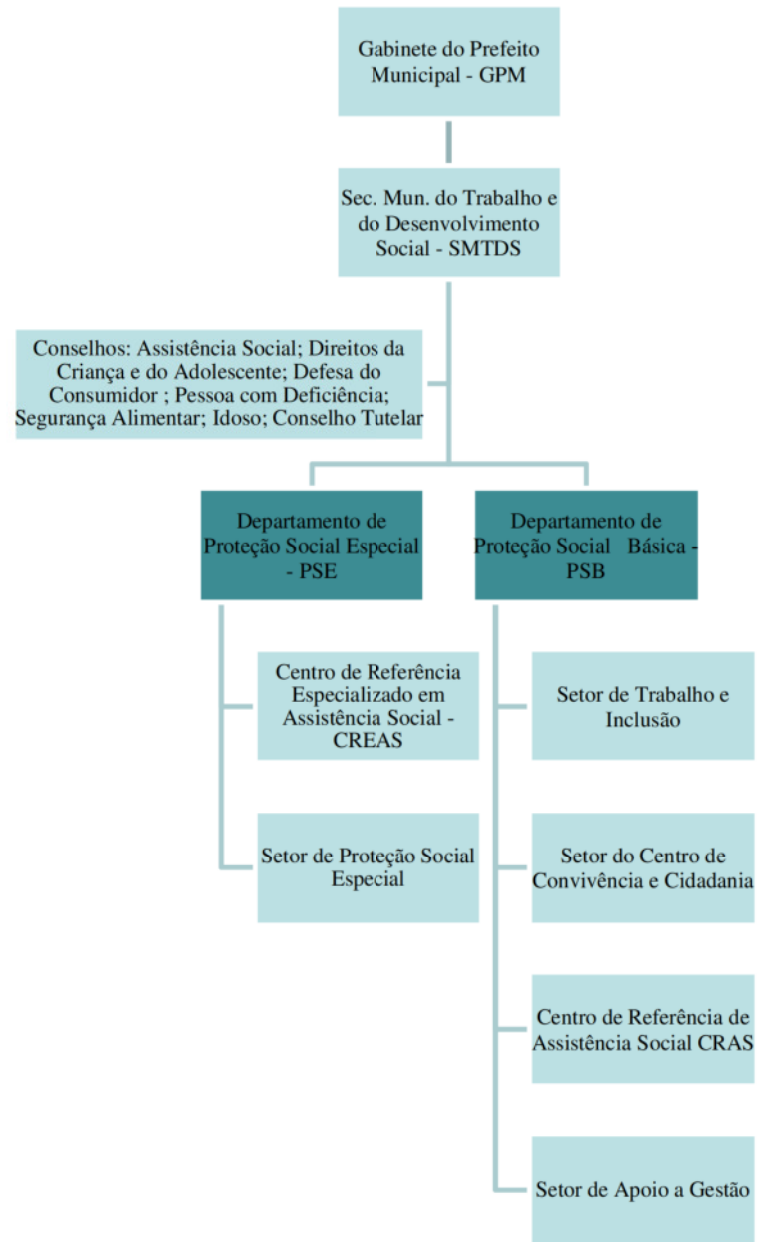 Gabinete do Prefeito
Municipal - GPM
Sec. Mun. do Trabalho e
do Desenvolvimento
Social - SMTDS
Conselhos: Assistência Social; Direitos da
Criança e do Adolescente; Defesa do
Consumidor ; Pessoa com Deficiência;
Segurança Alimentar; Idoso; Conselho Tutelar
Departamento de
Proteção Social Especial
- PSE
Centro de Referência
Especializado em
Assistência Social -
CREAS
Setor de Proteção Social
Especial
Departamento de
Proteção Social Básica -
PSB
Setor de Trabalho e
Inclusão
Setor do Centro de
Convivência e Cidadania
Centro de Referência de
Assistência Social CRAS
Setor de Apoio a Gestão